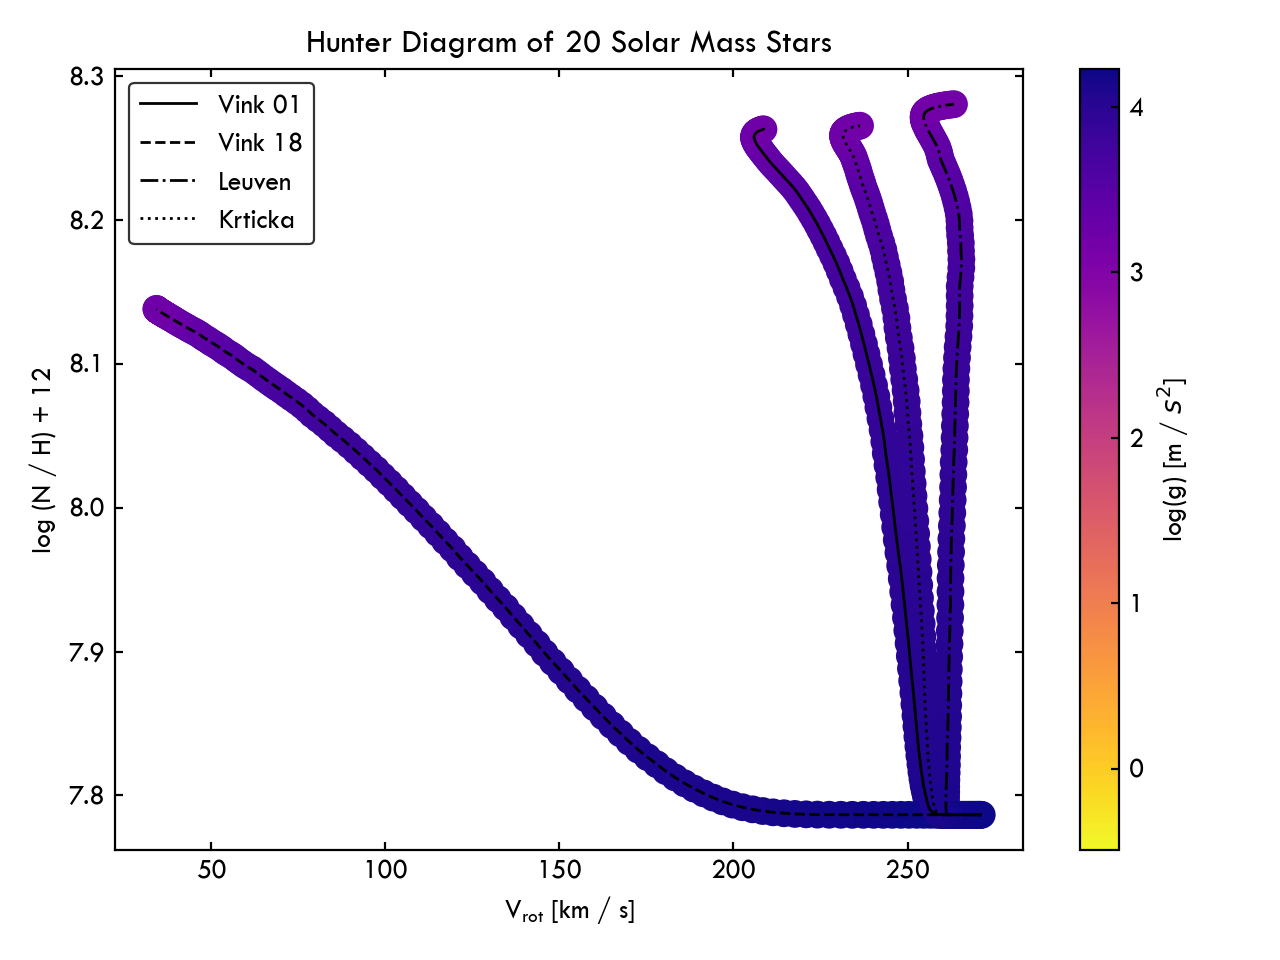 Hunter Diagram of 20 Solar Mass Stars
8.3
8.2
8.1
8.0
7.9
7.8
log (N / H) + 12
Vink 01
Vink 18
Leuven
Krticka
50
100
150
200
250
V_rot [km / s]
4
3
2
1
0
log(g) [m / s²]